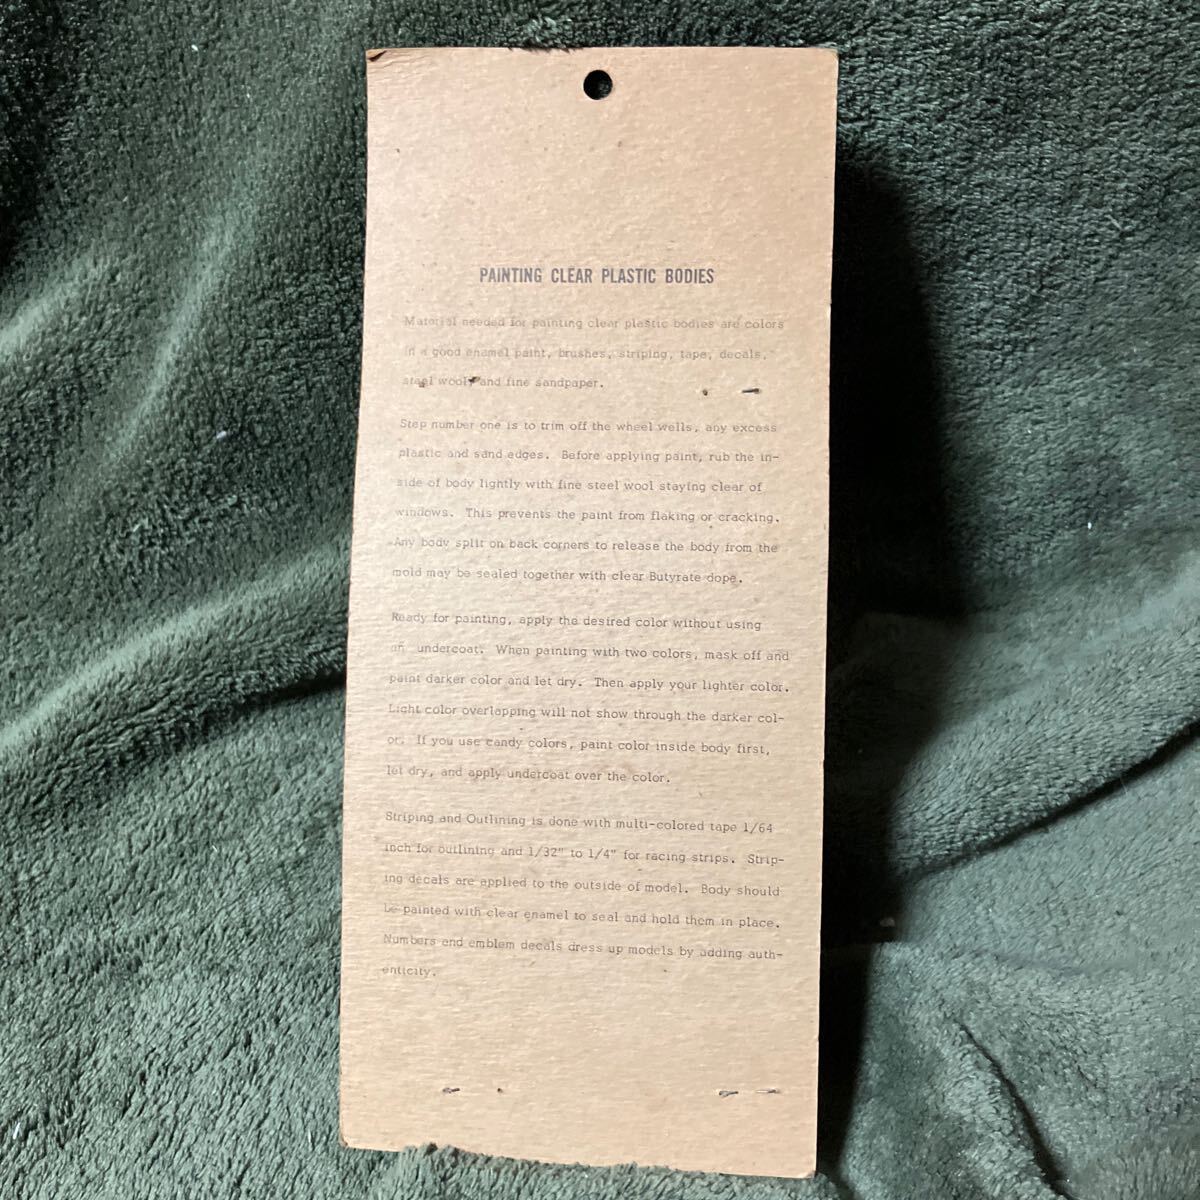 PAINTING CLEAR PLASTIC BODIES
Material needed for painting clear plastic bodies are colors
in a good enamel paint, brushes, striping, tape, decals,
steel wool and fine sandpaper.
Step number one is to trim off the wheel wells, any excess
plastic and sand edges. Before applying paint, rub the in-
side of body lightly with fine steel wool staying clear of
windows. This prevents the paint from flaking or cracking.
Any body split on back corners to release the body from the
mold may be sealed together with clear Butyrate dope.
Ready for painting, apply the desired color without using
an undercoat. When painting with two colors, mask off and
paint darker color and let dry. Then apply your lighter color.
Light color overlapping will not show through the darker col-
or. If you use candy colors, paint color inside body first,
let dry, and apply undercoat over the color.
Striping and Outlining is done with multi-colored tape 1/64
inch for outlining and 1/32" to 1/4" for racing strips. Strip-
ing decals are applied to the outside of model. Body should
be painted with clear enamel to seal and hold them in place.
Numbers and emblem decals dress up models by adding auth-
enticity.